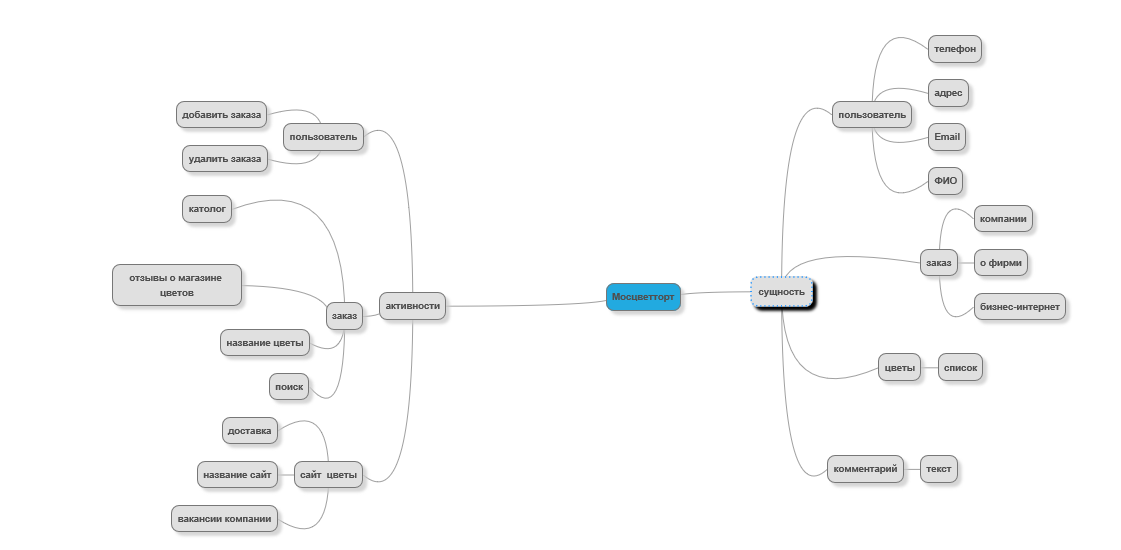 Мосцветторг
активности
пользователь
добавить заказа
удалить заказа
заказ
католог
отзывы о магазине
цветов
название цветы
поиск
сайт цветы
доставка
название сайт
вакансии компании
сущность
пользователь
телефон
адрес
Email
ФИО
заказ
компании
о фирми
бизнес-интернет
цветы
список
комментарий
текст